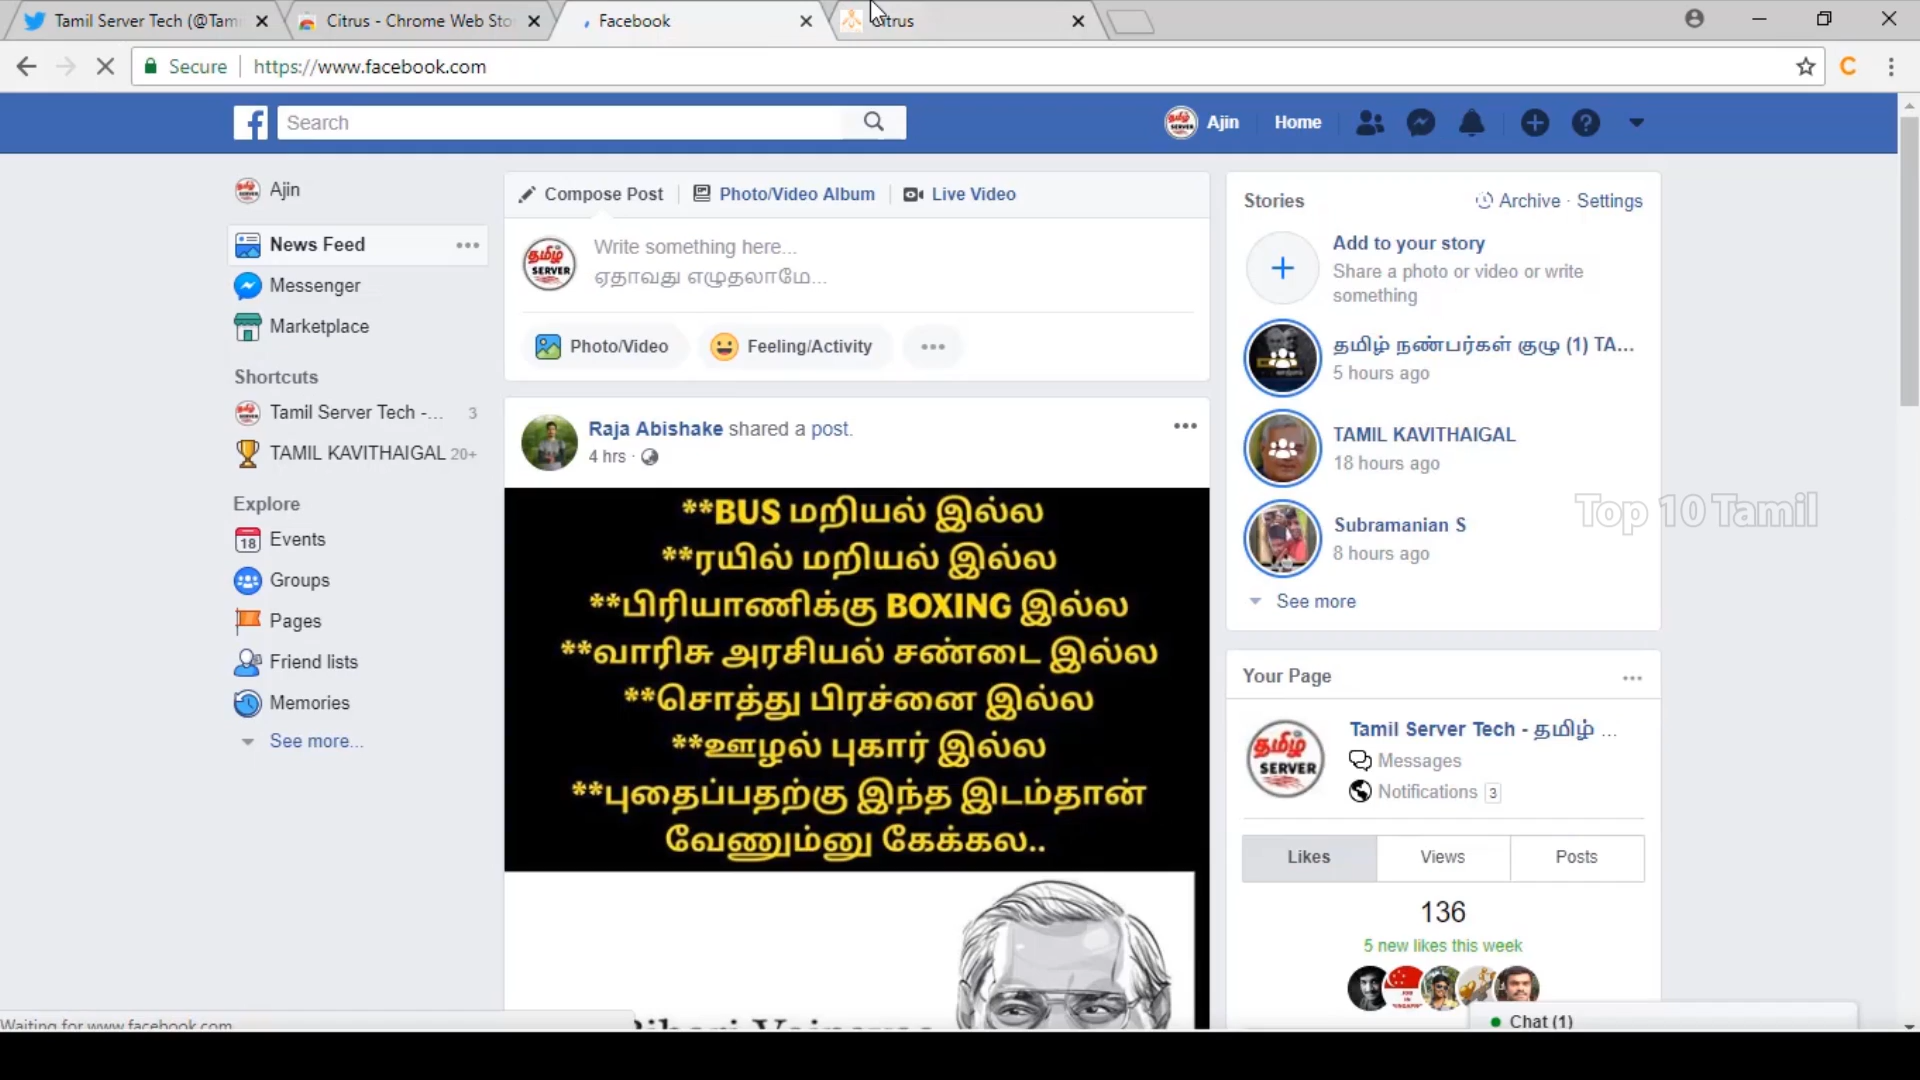 Tamil Server Tech (@Tami
Citrus - Chrome Web Sto
Facebook
Citrus
Secure
https://www.facebook.com
C
Search
Ajin
Home
Ajin
News Feed
Messenger
Marketplace
Shortcuts
Tamil Server Tech -... 3
TAMIL KAVITHAIGAL 20+
Explore
18 Events
Groups
Pages
Friend lists
Memories
See more...
Compose Post
Photo/Video Album
Live Video
தமிழ்
SERVER
Write something here...
ஏதாவது எழுதலாமே...
Photo/Video
Feeling/Activity
Raja Abishake shared a post.
4 hrs ·
**BUS மறியல் இல்ல
**ரயில் மறியல் இல்ல
**பிரியாணிக்கு BOXING இல்ல
**வாரிசு அரசியல் சண்டை இல்ல
**சொத்து பிரச்னை இல்ல
**ஊழல் புகார் இல்ல
**புதைப்பதற்கு இந்த இடம்தான்
வேணும்னு கேக்கல..
Stories
Archive · Settings
Add to your story
Share a photo or video or write
something
தமிழ் நண்பர்கள் குழு (1) TA...
5 hours ago
TAMIL KAVITHAIGAL
18 hours ago
Subramanian S
8 hours ago
See more
Top 10 Tamil
Your Page
தமிழ்
SERVER
Tamil Server Tech - தமிழ் ...
Messages
Notifications 3
Likes
Views
Posts
136
5 new likes this week
Chat (1)
Waiting for www.facebook.com